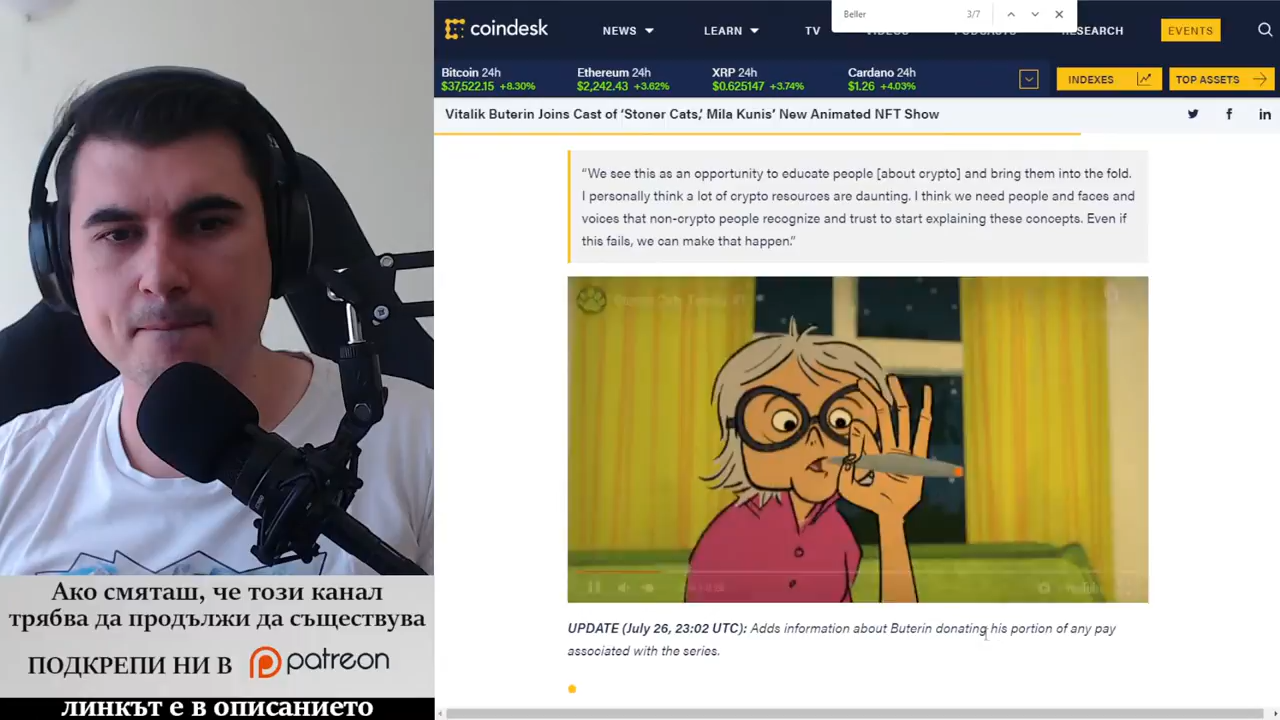 Beller
3/7
coindesk
NEWS
LEARN
TV
VIDEOS
PODCASTS
RESEARCH
EVENTS
Bitcoin 24h
$37,522.15 +8.30%
Ethereum 24h
$2,242.43 +3.62%
XRP 24h
$0.625147 +3.74%
Cardano 24h
$1.26 +4.03%
INDEXES
TOP ASSETS
Vitalik Buterin Joins Cast of ‘Stoner Cats,’ Mila Kunis’ New Animated NFT Show
“We see this as an opportunity to educate people [about crypto] and bring them into the fold.
I personally think a lot of crypto resources are daunting. I think we need people and faces and
voices that non-crypto people recognize and trust to start explaining these concepts. Even if
this fails, we can make that happen.”
UPDATE (July 26, 23:02 UTC): Adds information about Buterin donating his portion of any pay
associated with the series.
Ако смяташ, че този канал
трябва да продължи да съществува
ПОДКРЕПИ НИ В patreon
линкът е в описанието